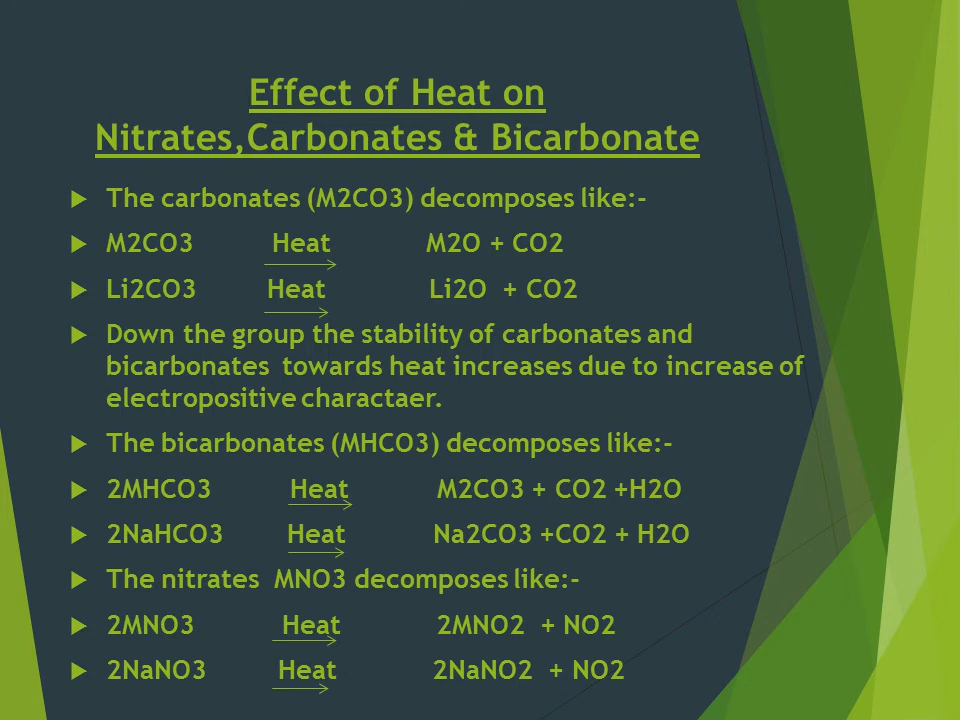 Effect of Heat on
Nitrates,Carbonates & Bicarbonate
The carbonates (M2CO3) decomposes like:-
M2CO3 Heat M2O + CO2
Li2CO3 Heat Li2O + CO2
Down the group the stability of carbonates and
bicarbonates towards heat increases due to increase of
electropositive charactaer.
The bicarbonates (MHCO3) decomposes like:-
2MHCO3 Heat M2CO3 + CO2 +H2O
2NaHCO3 Heat Na2CO3 +CO2 + H2O
The nitrates MNO3 decomposes like:-
2MNO3 Heat 2MNO2 + NO2
2NaNO3 Heat 2NaNO2 + NO2